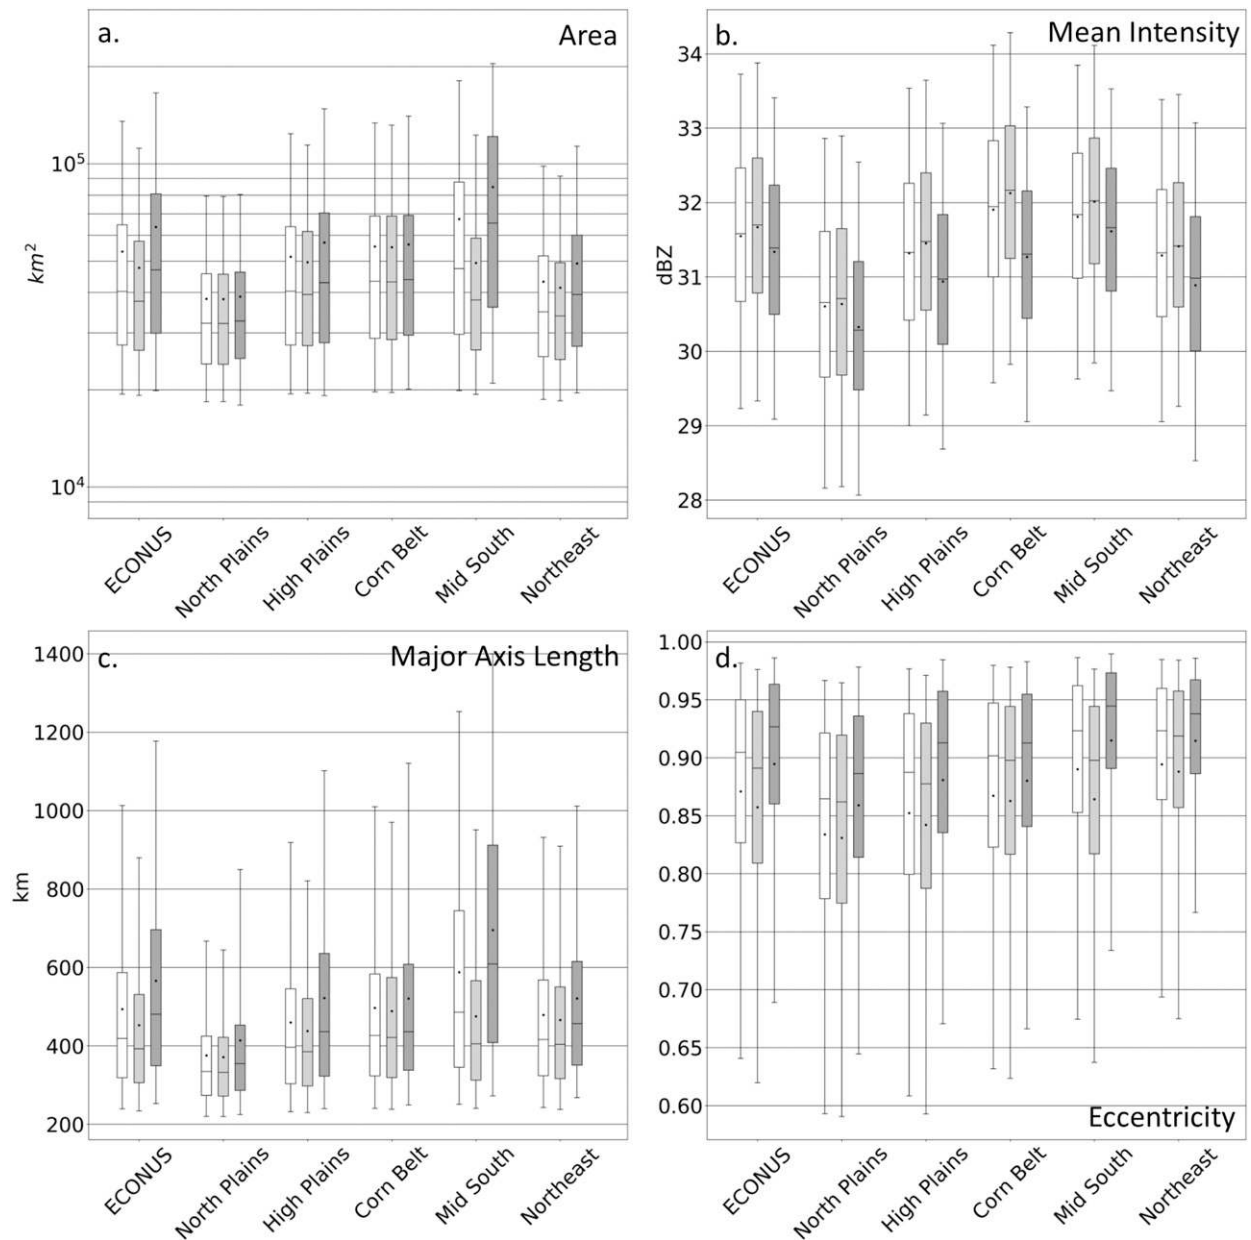 a.
Area
10^5
km^2
10^4
ECONUS
North Plains
High Plains
Corn Belt
Mid South
Northeast
b.
Mean Intensity
34
33
32
dBZ
31
30
29
28
ECONUS
North Plains
High Plains
Corn Belt
Mid South
Northeast
c.
Major Axis Length
1400
1200
1000
km
800
600
400
200
ECONUS
North Plains
High Plains
Corn Belt
Mid South
Northeast
d.
1.00
0.95
0.90
0.85
0.80
0.75
0.70
0.65
0.60
Eccentricity
ECONUS
North Plains
High Plains
Corn Belt
Mid South
Northeast